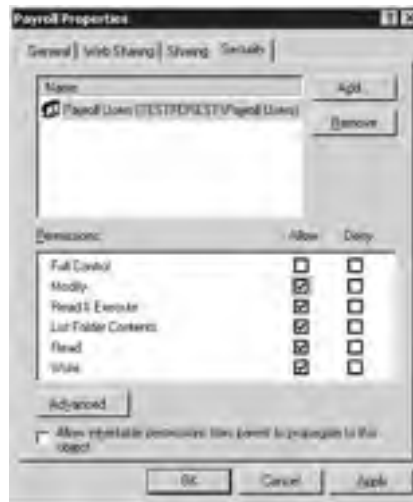 Payroll Properties
General Web Sharing Sharing Security
Name
Add...
Payroll Users
Payroll Users)
Remove
Permissions:
Allow Deny
Full Control
Modify
Read & Execute
List Folder Contents
Read
Write
Advanced...
Allow inheritable permissions from parent to propagate to this
object
OK Cancel Apply